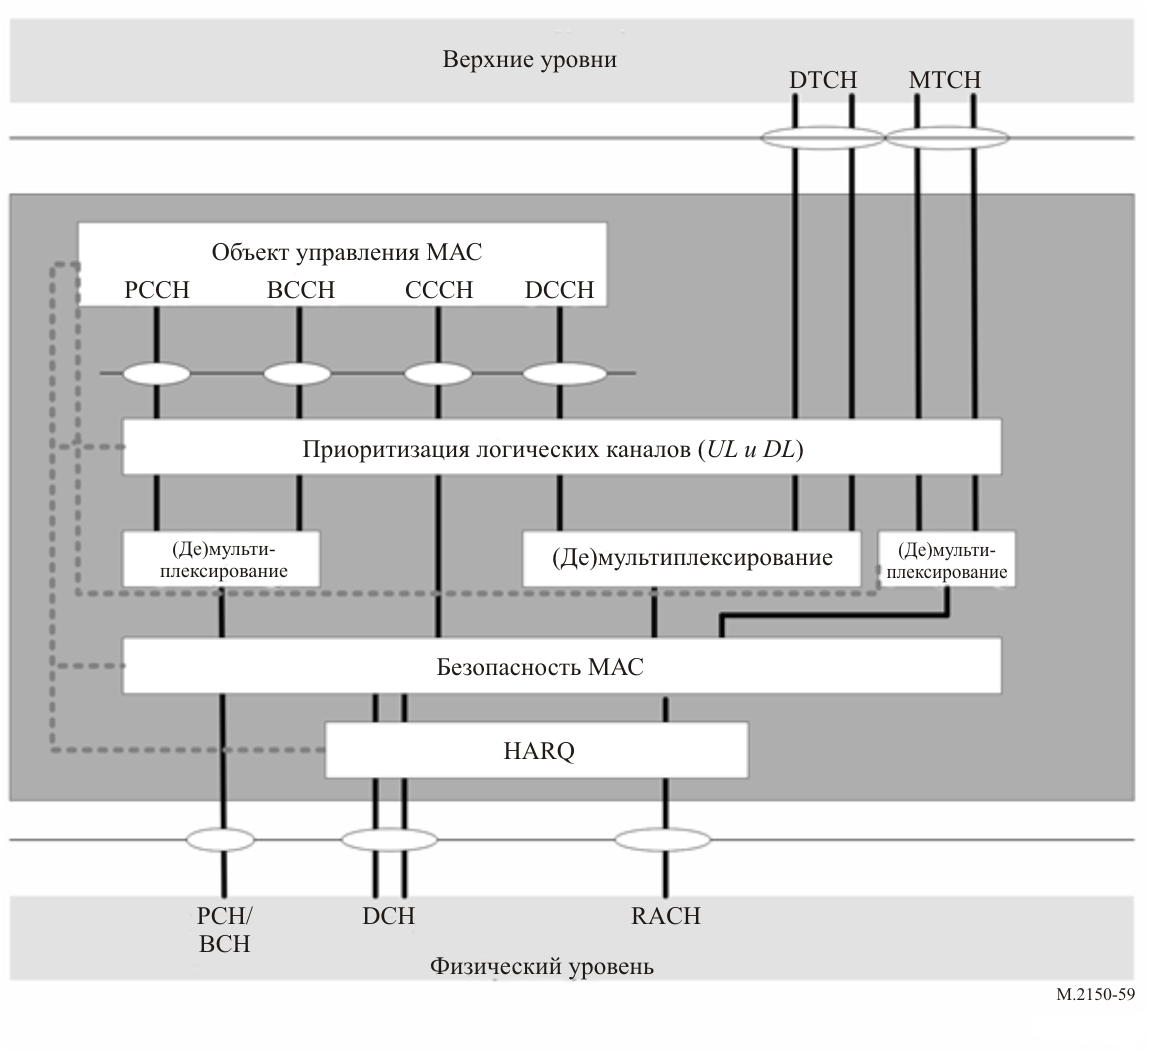 Верхние уровни
DTCH MTCH
Объект управления MAC
PCCH BCCH CCCH DCCH
Приоритизация логических каналов (UL и DL)
(Де)мульти-
плексирование
(Де)мультиплексирование
(Де)мульти-
плексирование
Безопасность MAC
HARQ
PCH/
BCH
DCH
RACH
Физический уровень
M.2150-59